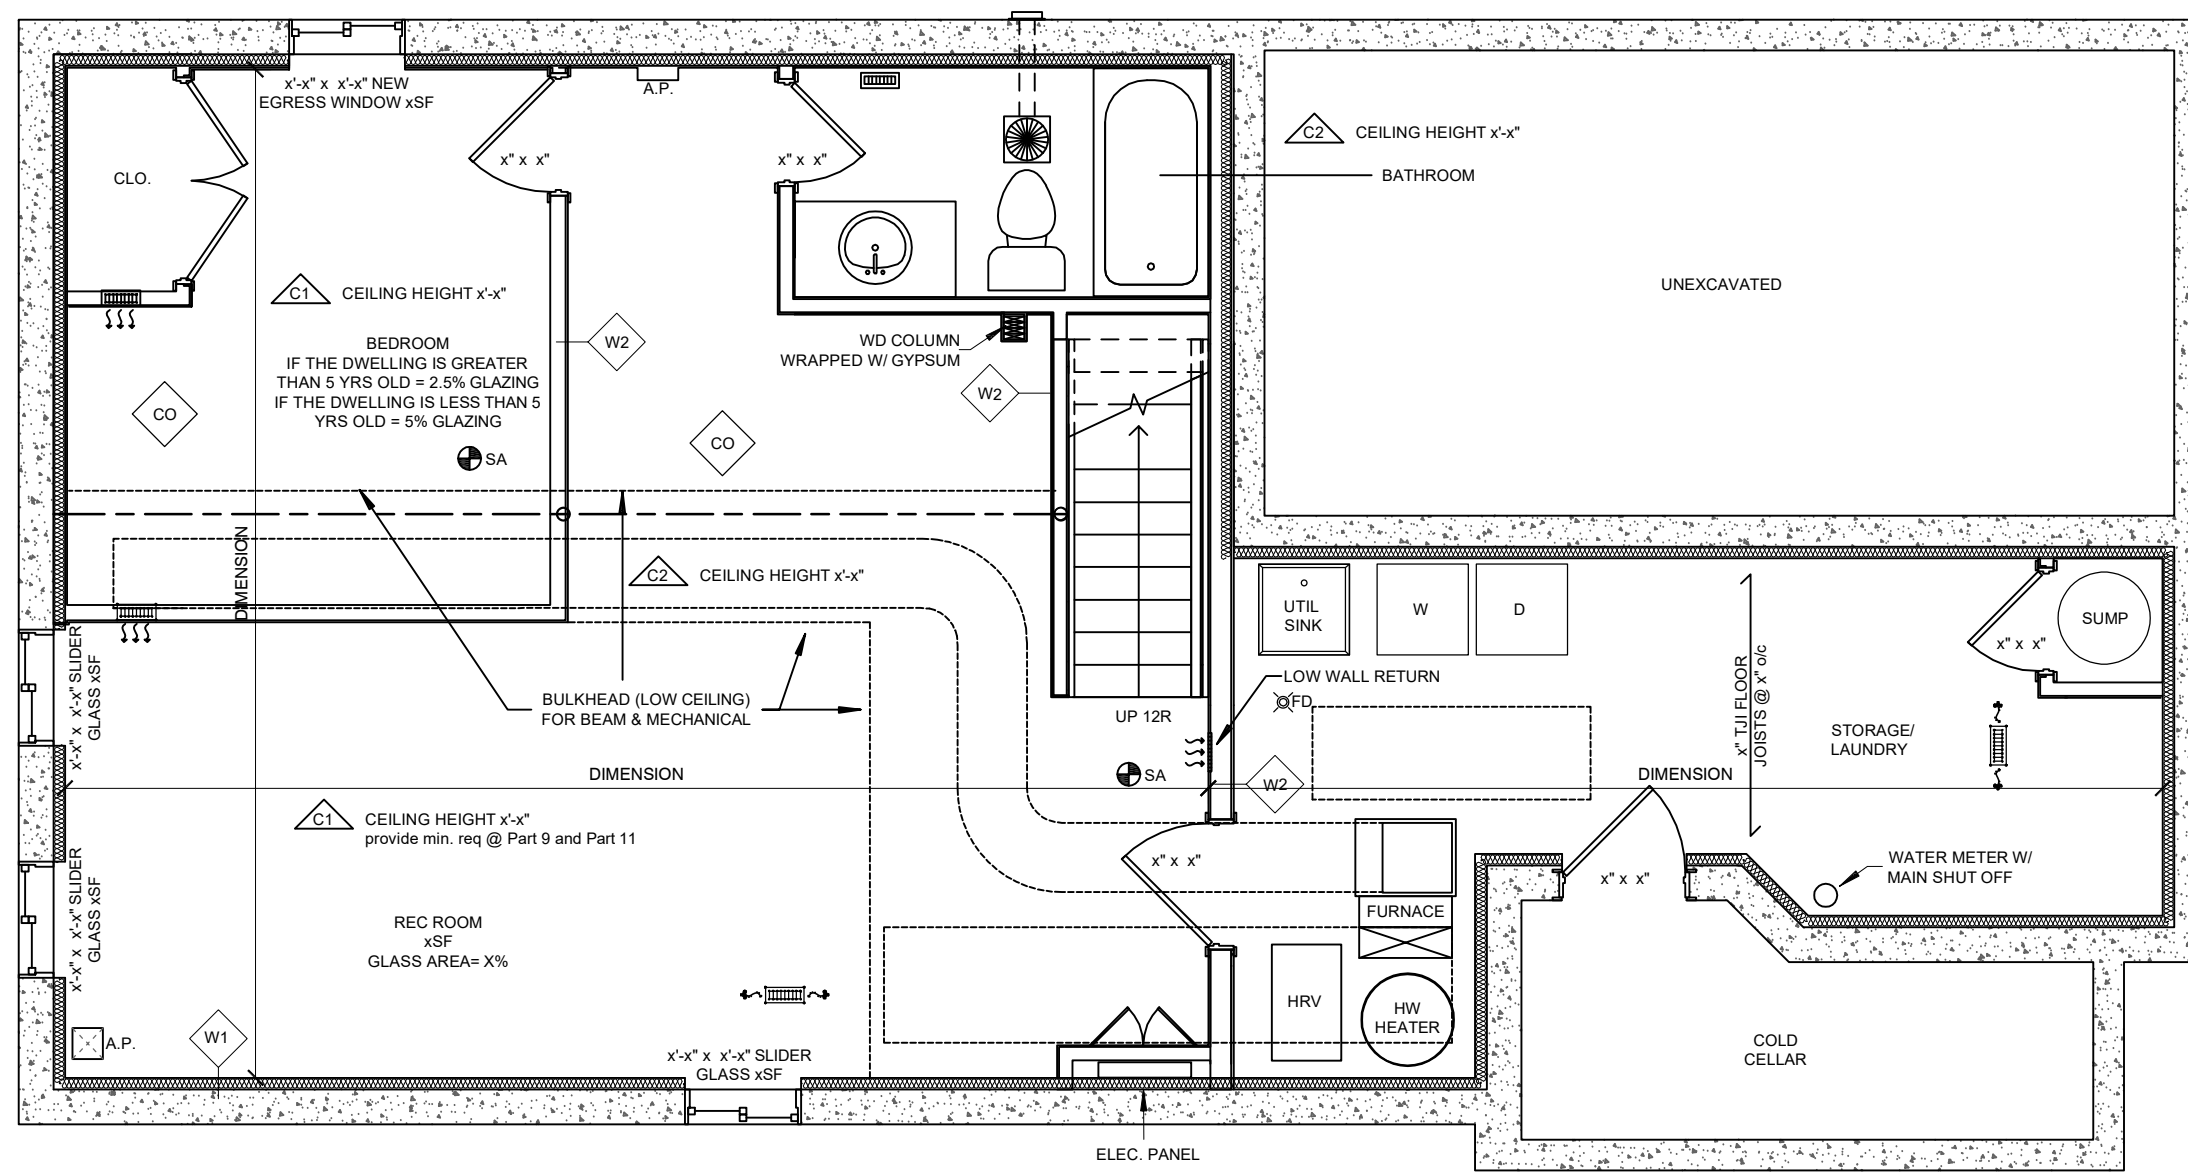 x'-x" x  x'-x" NEW
EGRESS WINDOW xSF
A.P.
CLO.
x" x  x"
x" x  x"
C2
CEILING HEIGHT x'-x"
BATHROOM
UNEXCAVATED
C1
CEILING HEIGHT x'-x"
BEDROOM
IF THE DWELLING IS GREATER
THAN 5 YRS OLD = 2.5% GLAZING
IF THE DWELLING IS LESS THAN 5
YRS OLD = 5% GLAZING
W2
WD COLUMN
WRAPPED W/ GYPSUM
W2
CO
CO
SA
DIMENSION
C2
CEILING HEIGHT x'-x"
UTIL
SINK
W
D
x" x  x"
SUMP
x'-x" x  x'-x" SLIDER
GLASS xSF
BULKHEAD (LOW CEILING)
FOR BEAM & MECHANICAL
LOW WALL RETURN
FD
UP 12R
x" TJI FLOOR
JOISTS @ x" o/c
STORAGE/
LAUNDRY
DIMENSION
SA
W2
DIMENSION
C1
CEILING HEIGHT x'-x"
provide min. req @ Part 9 and Part 11
x'-x" x  x'-x" SLIDER
GLASS xSF
x" x  x"
x" x  x"
WATER METER W/
MAIN SHUT OFF
FURNACE
REC ROOM
xSF
GLASS AREA= X%
HRV
HW
HEATER
A.P.
W1
x'-x" x  x'-x" SLIDER
GLASS xSF
COLD
CELLAR
ELEC. PANEL